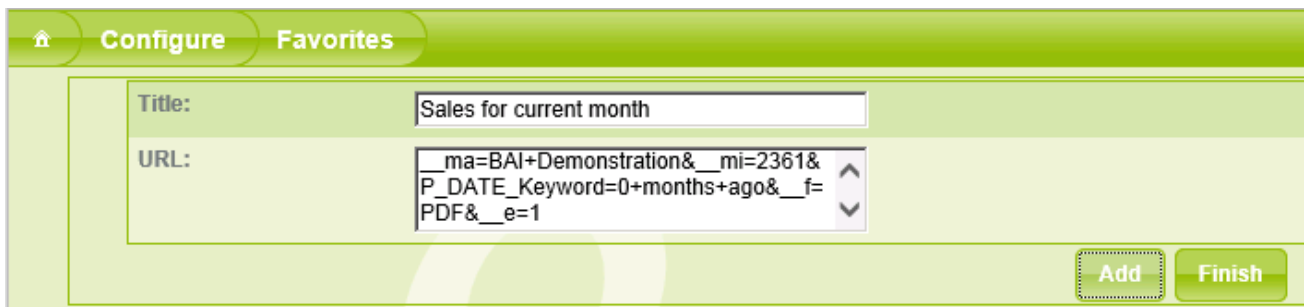 Configure Favorites
Title: Sales for current month
URL: __ma=BAI+Demonstration&__mi=2361&
P_DATE_Keyword=0+months+ago&__f=
PDF&__e=1
Add Finish